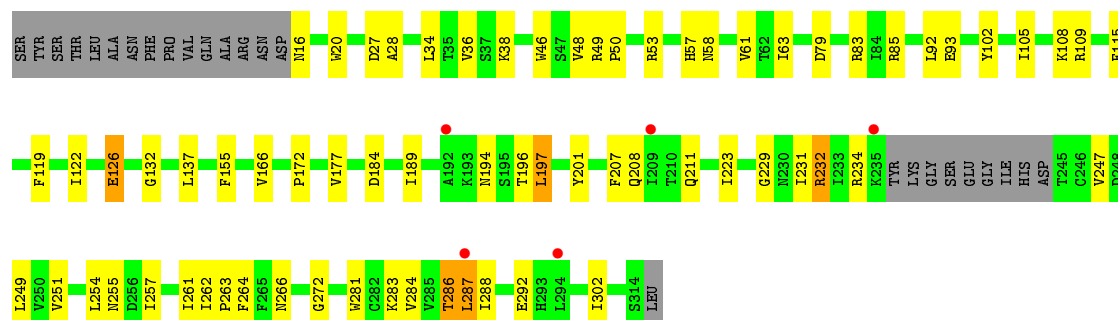 SER TYR SER THR LEU ALA ASN PHE PRO VAL GLN ALA ARG ASN ASP N16 W20 D27 A28 L34 T35 V36 S37 K38 W46 S47 V48 R49 P50 R53 H57 N58 V61 T62 I63 D79 R83 I84 R85 L92 E93 Y102 I105 K108 R109
F119 I122 E126 G132 L137 F155 V166 P172 V177 D184 I189 A192 K193 N194 S195 T196 L197 Y201 F207 Q208 I209 T210 Q211 I223 G229 N230 I231 R232 I233 R234 K235 TYR LYS GLY SER GLU GLY ILE HIS ASP T245 C246 V247 D248
L249 V250 V251 L254 N255 D256 I257 I261 I262 P263 F264 F265 N266 G272 W281 C282 K283 V284 V285 T286 L287 I288 E292 H293 L294 I302 S314 LEU